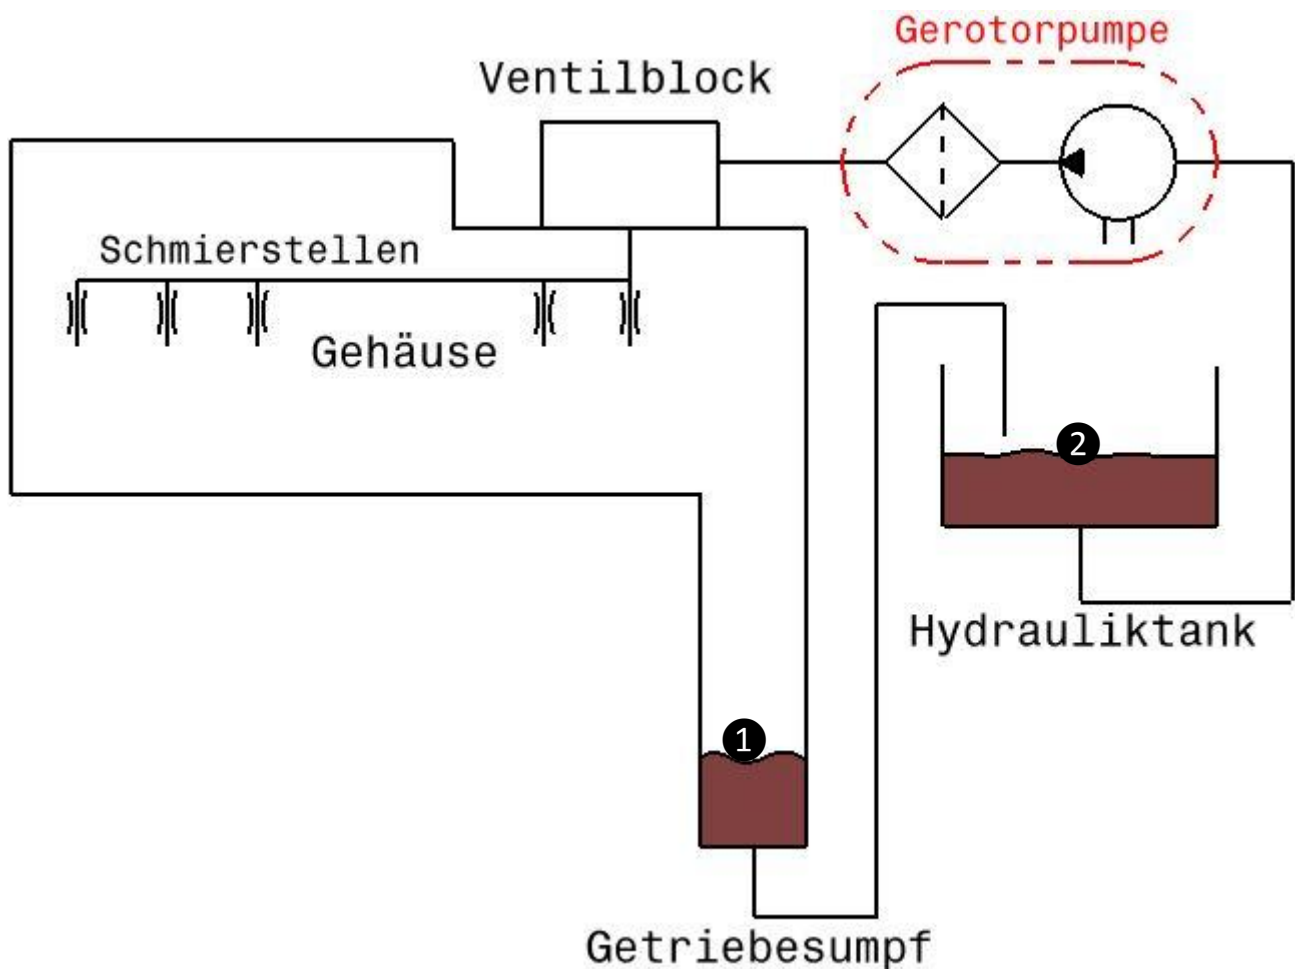 Gerotorpumpe
Ventilblock
Schmierstellen
Gehäuse
2
Hydrauliktank
1
Getriebesumpf